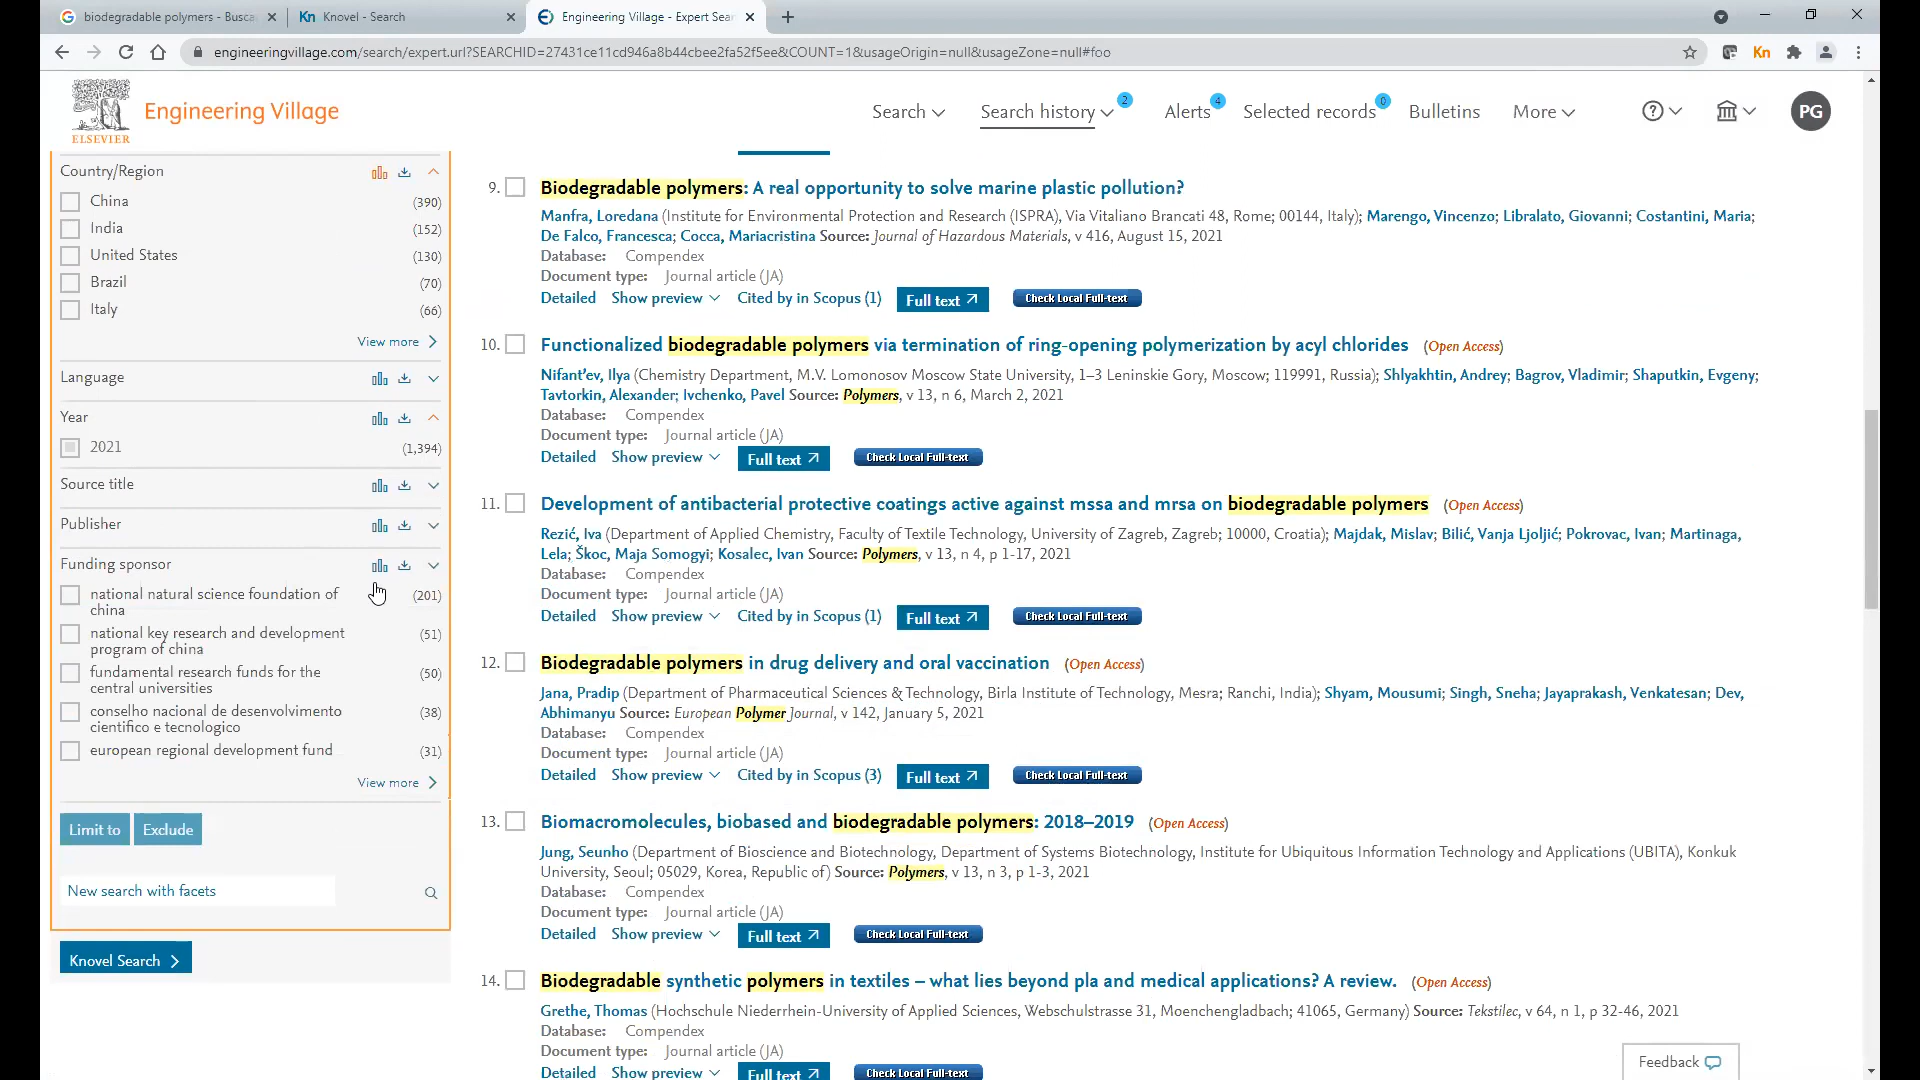 biodegradable polymers - Busca
Knovel - Search
Engineering Village - Expert Sear
engineeringvillage.com/search/expert.url?SEARCHID=27431ce11cd946a8b44cbee2fa52f5ee&COUNT=1&usageOrigin=null&usageZone=null#foo
Kn
ELSEVIER
Engineering Village
Search
Search history 2
Alerts 4
Selected records 0
Bulletins
More
PG
Country/Region
China (390)
India (152)
United States (130)
Brazil (70)
Italy (66)
View more
Language
Year
2021 (1,394)
Source title
Publisher
Funding sponsor
national natural science foundation of (201)
china
national key research and development (51)
program of china
fundamental research funds for the (50)
central universities
conselho nacional de desenvolvimento (38)
cientifico e tecnologico
european regional development fund (31)
View more
Limit to Exclude
New search with facets
Knovel Search
9. Biodegradable polymers: A real opportunity to solve marine plastic pollution?
Manfra, Loredana (Institute for Environmental Protection and Research (ISPRA), Via Vitaliano Brancati 48, Rome; 00144, Italy); Marengo, Vincenzo; Libralato, Giovanni; Costantini, Maria;
De Falco, Francesca; Cocca, Mariacristina Source: Journal of Hazardous Materials, v 416, August 15, 2021
Database: Compendex
Document type: Journal article (JA)
Detailed Show preview Cited by in Scopus (1) Full text Check Local Full-text
10. Functionalized biodegradable polymers via termination of ring-opening polymerization by acyl chlorides (Open Access)
Nifant'ev, Ilya (Chemistry Department, M.V. Lomonosov Moscow State University, 1–3 Leninskie Gory, Moscow; 119991, Russia); Shlyakhtin, Andrey; Bagrov, Vladimir; Shaputkin, Evgeny;
Tavtorkin, Alexander; Ivchenko, Pavel Source: Polymers, v 13, n 6, March 2, 2021
Database: Compendex
Document type: Journal article (JA)
Detailed Show preview Full text Check Local Full-text
11. Development of antibacterial protective coatings active against mssa and mrsa on biodegradable polymers (Open Access)
Rezić, Iva (Department of Applied Chemistry, Faculty of Textile Technology, University of Zagreb, Zagreb; 10000, Croatia); Majdak, Mislav; Bilić, Vanja Ljoljić; Pokrovac, Ivan; Martinaga,
Lela; Škoc, Maja Somogyi; Kosalec, Ivan Source: Polymers, v 13, n 4, p 1-17, 2021
Database: Compendex
Document type: Journal article (JA)
Detailed Show preview Cited by in Scopus (1) Full text Check Local Full-text
12. Biodegradable polymers in drug delivery and oral vaccination (Open Access)
Jana, Pradip (Department of Pharmaceutical Sciences & Technology, Birla Institute of Technology, Mesra; Ranchi, India); Shyam, Mousumi; Singh, Sneha; Jayaprakash, Venkatesan; Dev,
Abhimanyu Source: European Polymer Journal, v 142, January 5, 2021
Database: Compendex
Document type: Journal article (JA)
Detailed Show preview Cited by in Scopus (3) Full text Check Local Full-text
13. Biomacromolecules, biobased and biodegradable polymers: 2018–2019 (Open Access)
Jung, Seunho (Department of Bioscience and Biotechnology, Department of Systems Biotechnology, Institute for Ubiquitous Information Technology and Applications (UBITA), Konkuk
University, Seoul; 05029, Korea, Republic of) Source: Polymers, v 13, n 3, p 1-3, 2021
Database: Compendex
Document type: Journal article (JA)
Detailed Show preview Full text Check Local Full-text
14. Biodegradable synthetic polymers in textiles – what lies beyond pla and medical applications? A review. (Open Access)
Grethe, Thomas (Hochschule Niederrhein-University of Applied Sciences, Webschulstrasse 31, Moenchengladbach; 41065, Germany) Source: Tekstilec, v 64, n 1, p 32-46, 2021
Database: Compendex
Document type: Journal article (JA)
Detailed Show preview Full text Check Local Full-text
Feedback